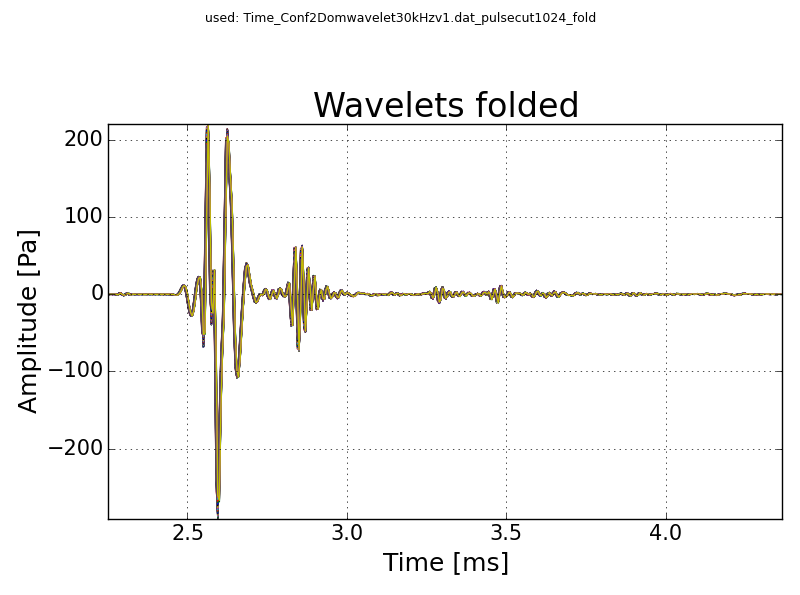 used: Time_Conf2Domwavelet30kHzv1.dat_pulsecut1024_fold
Wavelets folded
200
100
0
−100
−200
Amplitude [Pa]
2.5 3.0 3.5 4.0
Time [ms]